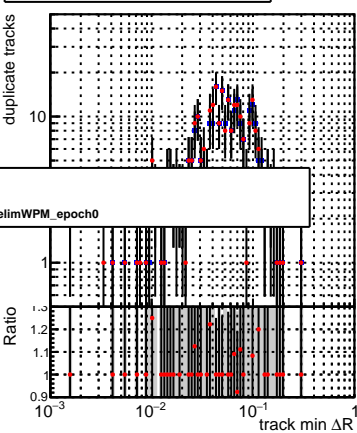 duplicate tracks
10
elimWPM_epoch0
1
Ratio
1.3
1.2
1.1
1
0.9
10−3 10−2 10−1 1
track min ΔR